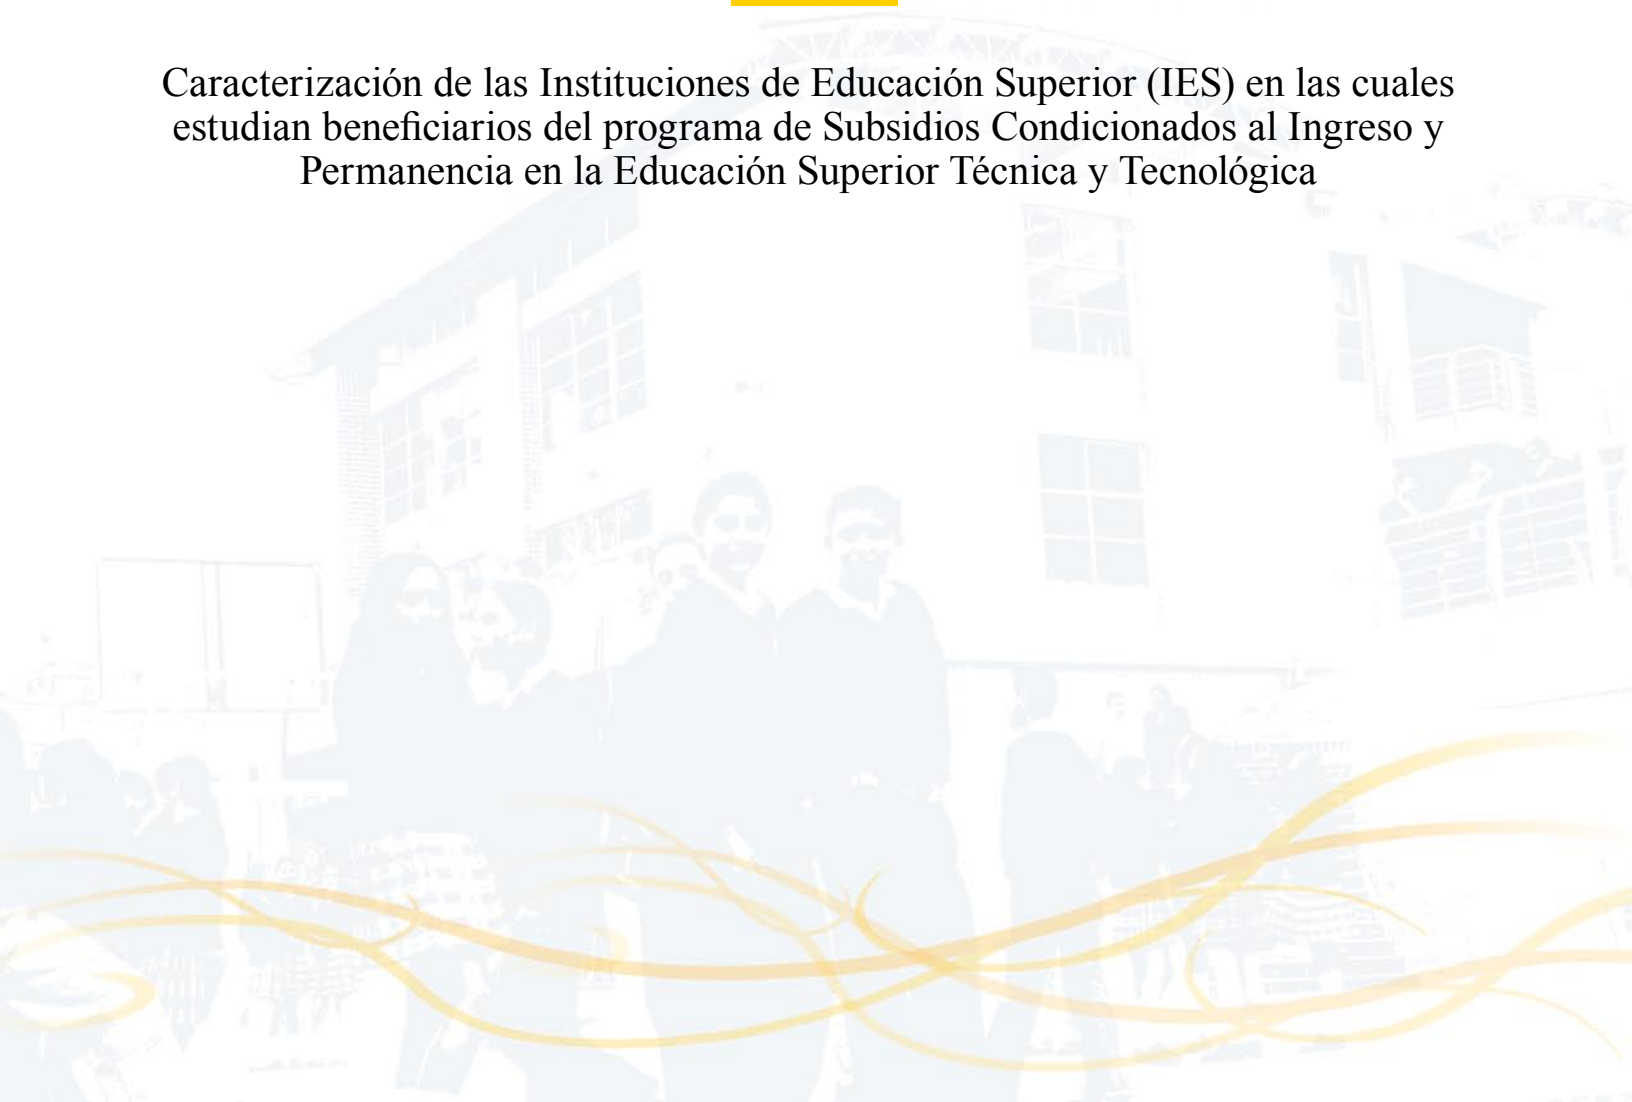 Caracterización de las Instituciones de Educación Superior (IES) en las cuales
estudian beneficiarios del programa de Subsidios Condicionados al Ingreso y
Permanencia en la Educación Superior Técnica y Tecnológica